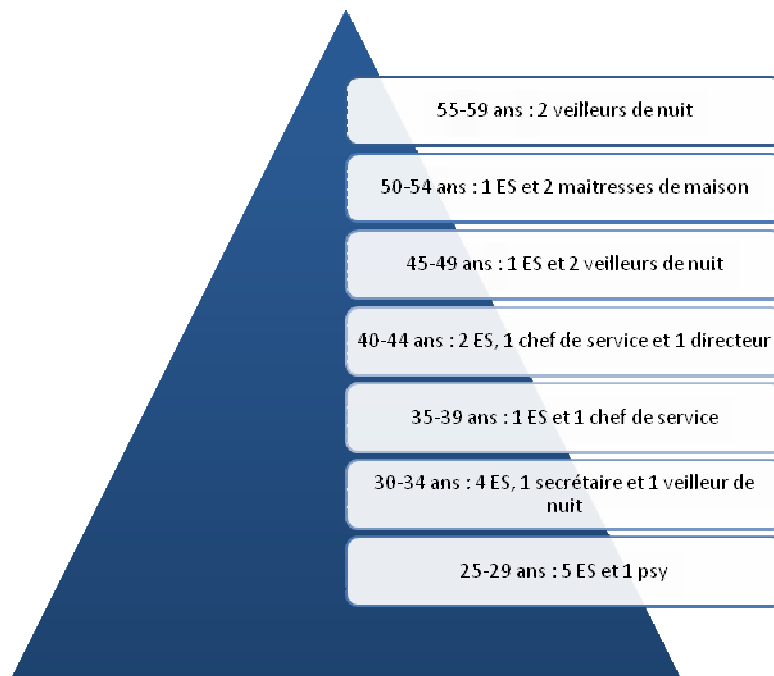 55-59 ans : 2 veilleurs de nuit
50-54 ans : 1 ES et 2 maitresses de maison
45-49 ans : 1 ES et 2 veilleurs de nuit
40-44 ans : 2 ES, 1 chef de service et 1 directeur
35-39 ans : 1 ES et 1 chef de service
30-34 ans : 4 ES, 1 secrétaire et 1 veilleur de
nuit
25-29 ans : 5 ES et 1 psy